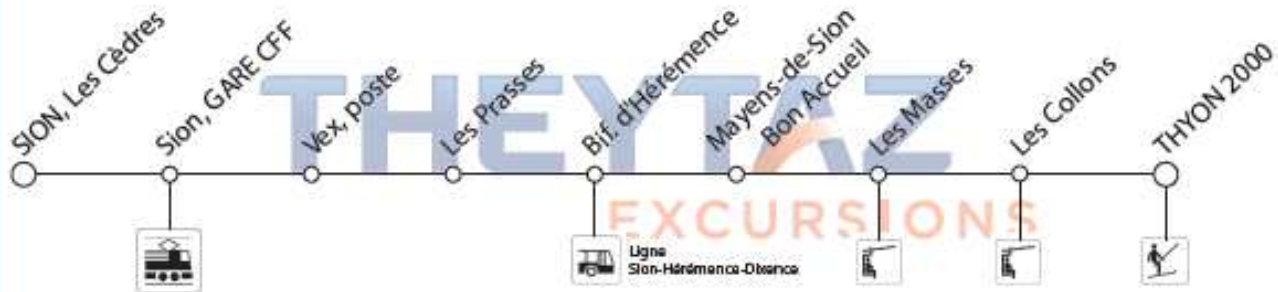 SION, Les Cèdres
Sion, GARE CFF
Vex, poste
Les Prasses
Bif. d'Hérémence
Mayens-de-Sion
Bon Accueil
Les Masses
Les Collons
THYON 2000
THEYTAZ
EXCURSIONS
Ligne
Sion-Hérémence-Dixence